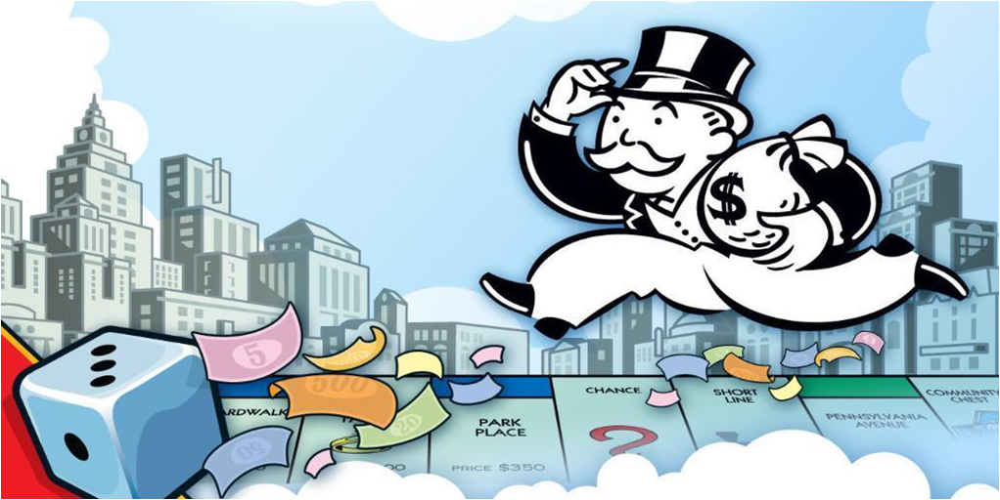 $
5
500
20
ARDWALK
PARK
PLACE
PRICE $350
CHANCE
?
SHORT
LINE
PENNSYLVANIA
AVENUE
COMMUNITY
CHEST